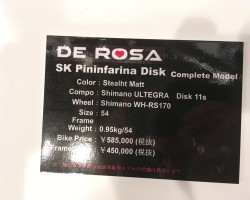 DE ROSA
SK Pininfarina Disk Complete Model
Color : Stealht Matt
Compo : Shimano ULTEGRA Disk 11s
Wheel : Shimano WH-RS170
Size : 54
Frame
Weight : 0.95kg/54
Bike Price : ¥585,000 (税抜)
Frame : ¥450,000 (税抜)